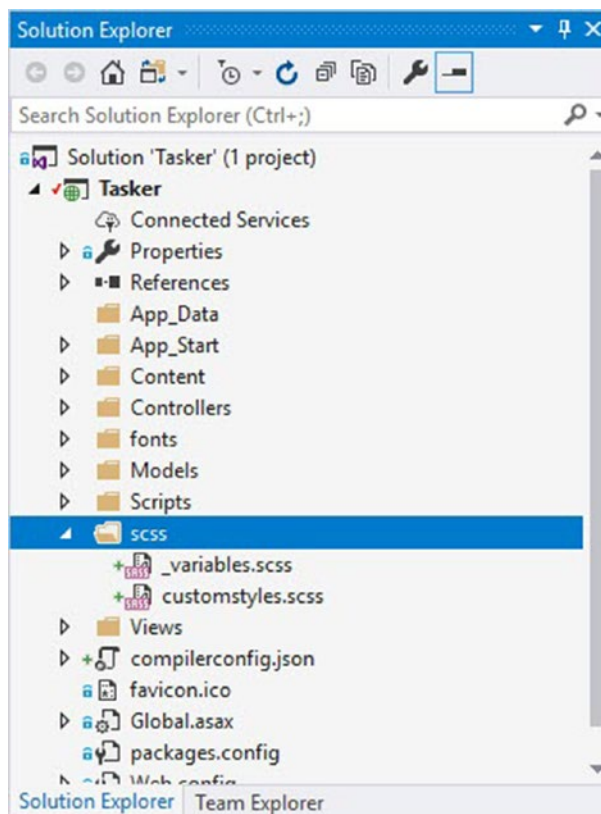 Solution Explorer
Search Solution Explorer (Ctrl+;)
Solution 'Tasker' (1 project)
Tasker
Connected Services
Properties
References
App_Data
App_Start
Content
Controllers
fonts
Models
Scripts
scss
_variables.scss
customstyles.scss
Views
compilerconfig.json
favicon.ico
Global.asax
packages.config
Web.config
Solution Explorer Team Explorer